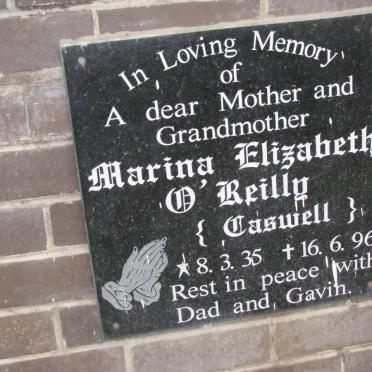 In Loving Memory
of
A dear Mother and
Grandmother
Marina Elizabeth
O'Reilly
{ Caswell }
★ 8. 3. 35 ✝ 16. 6. 96
Rest in peace with
Dad and Gavin.